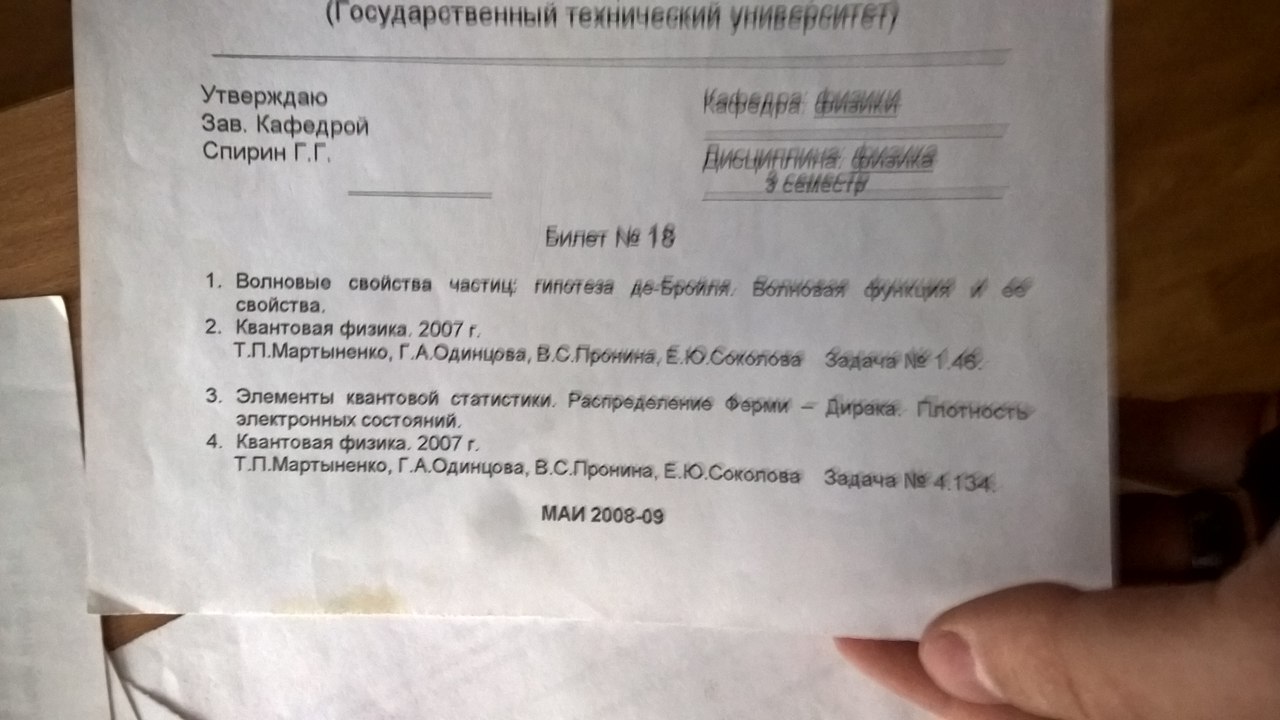 (Государственный технический университет)
Утверждаю
Зав. Кафедрой
Спирин Г.Г.
Кафедра: физики
Дисциплина: физика
3 семестр
Билет № 18
1. Волновые свойства частиц: гипотеза де-Бройля. Волновая функция и ее
свойства.
2. Квантовая физика. 2007 г.
Т.П.Мартыненко, Г.А.Одинцова, В.С.Пронина, Е.Ю.Соколова Задача № 1.46.
3. Элементы квантовой статистики. Распределение Ферми – Дирака. Плотность
электронных состояний.
4. Квантовая физика. 2007 г.
Т.П.Мартыненко, Г.А.Одинцова, В.С.Пронина, Е.Ю.Соколова Задача № 4.134.
МАИ 2008-09